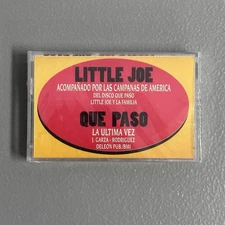 LITTLE JOE
ACOMPAÑADO POR LAS CAMPANAS DE AMERICA
DEL DISCO QUE PASO
LITTLE JOE Y LA FAMILIA
QUE PASO
LA ULTIMA VEZ
J. GARZA - RODRIGUEZ
DELEON PUB./BMI